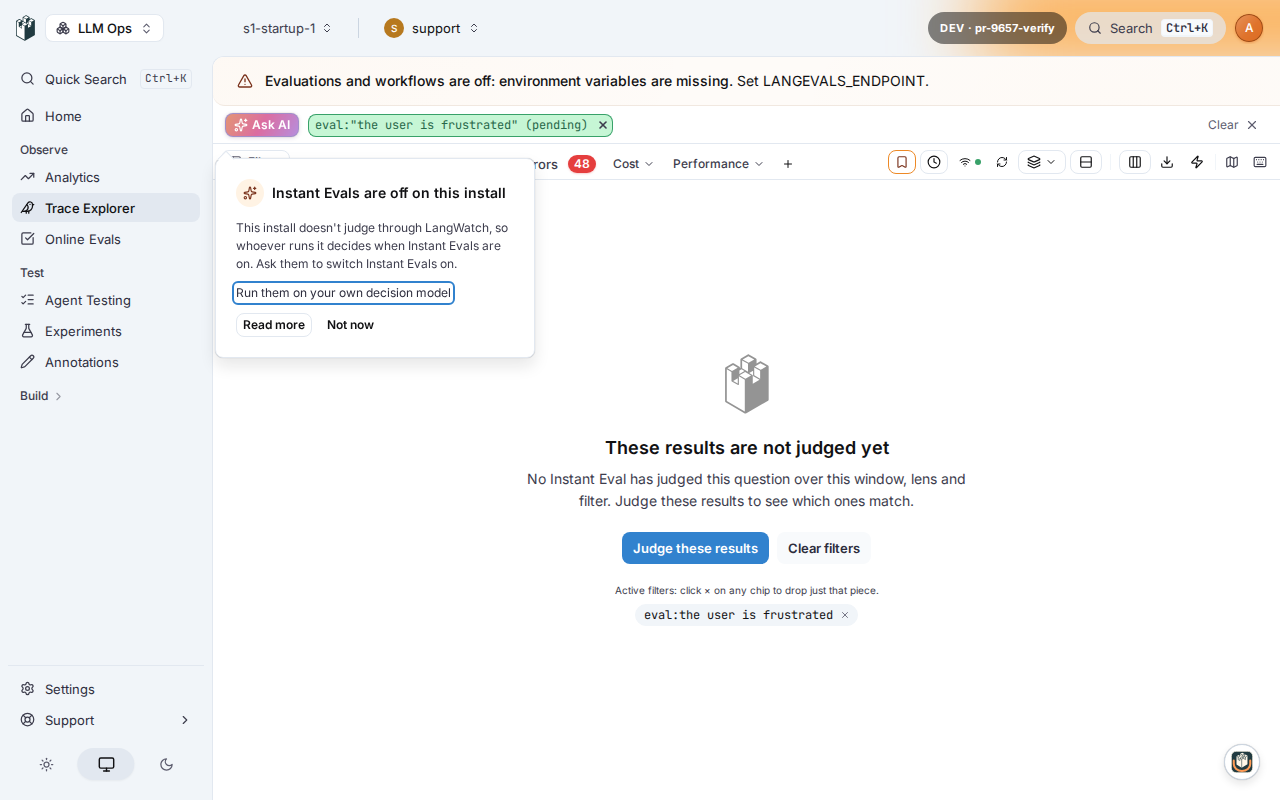 LLM Ops
s1-startup-1
S support
DEV · pr-9657-verify
Search Ctrl+K
A
Quick Search Ctrl+K
Home
Observe
Analytics
Trace Explorer
Online Evals
Test
Agent Testing
Experiments
Annotations
Build
Settings
Support
Evaluations and workflows are off: environment variables are missing. Set LANGEVALS_ENDPOINT.
Ask AI
eval:"the user is frustrated" (pending) ×
Clear ×
48
Cost
Performance
+
Instant Evals are off on this install
This install doesn't judge through LangWatch, so
whoever runs it decides when Instant Evals are
on. Ask them to switch Instant Evals on.
Run them on your own decision model
Read more
Not now
These results are not judged yet
No Instant Eval has judged this question over this window, lens and
filter. Judge these results to see which ones match.
Judge these results
Clear filters
Active filters: click × on any chip to drop just that piece.
eval:the user is frustrated ×